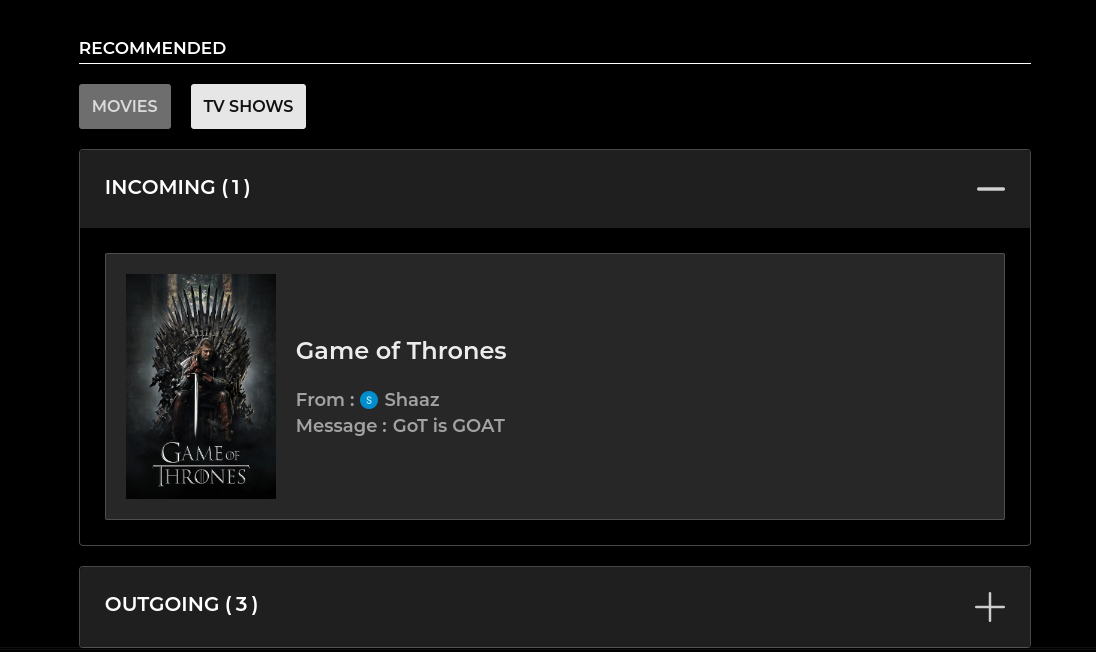 RECOMMENDED
MOVIES
TV SHOWS
INCOMING (1)
GAME OF
THRONES
Game of Thrones
From : S Shaaz
Message : GoT is GOAT
OUTGOING (3)